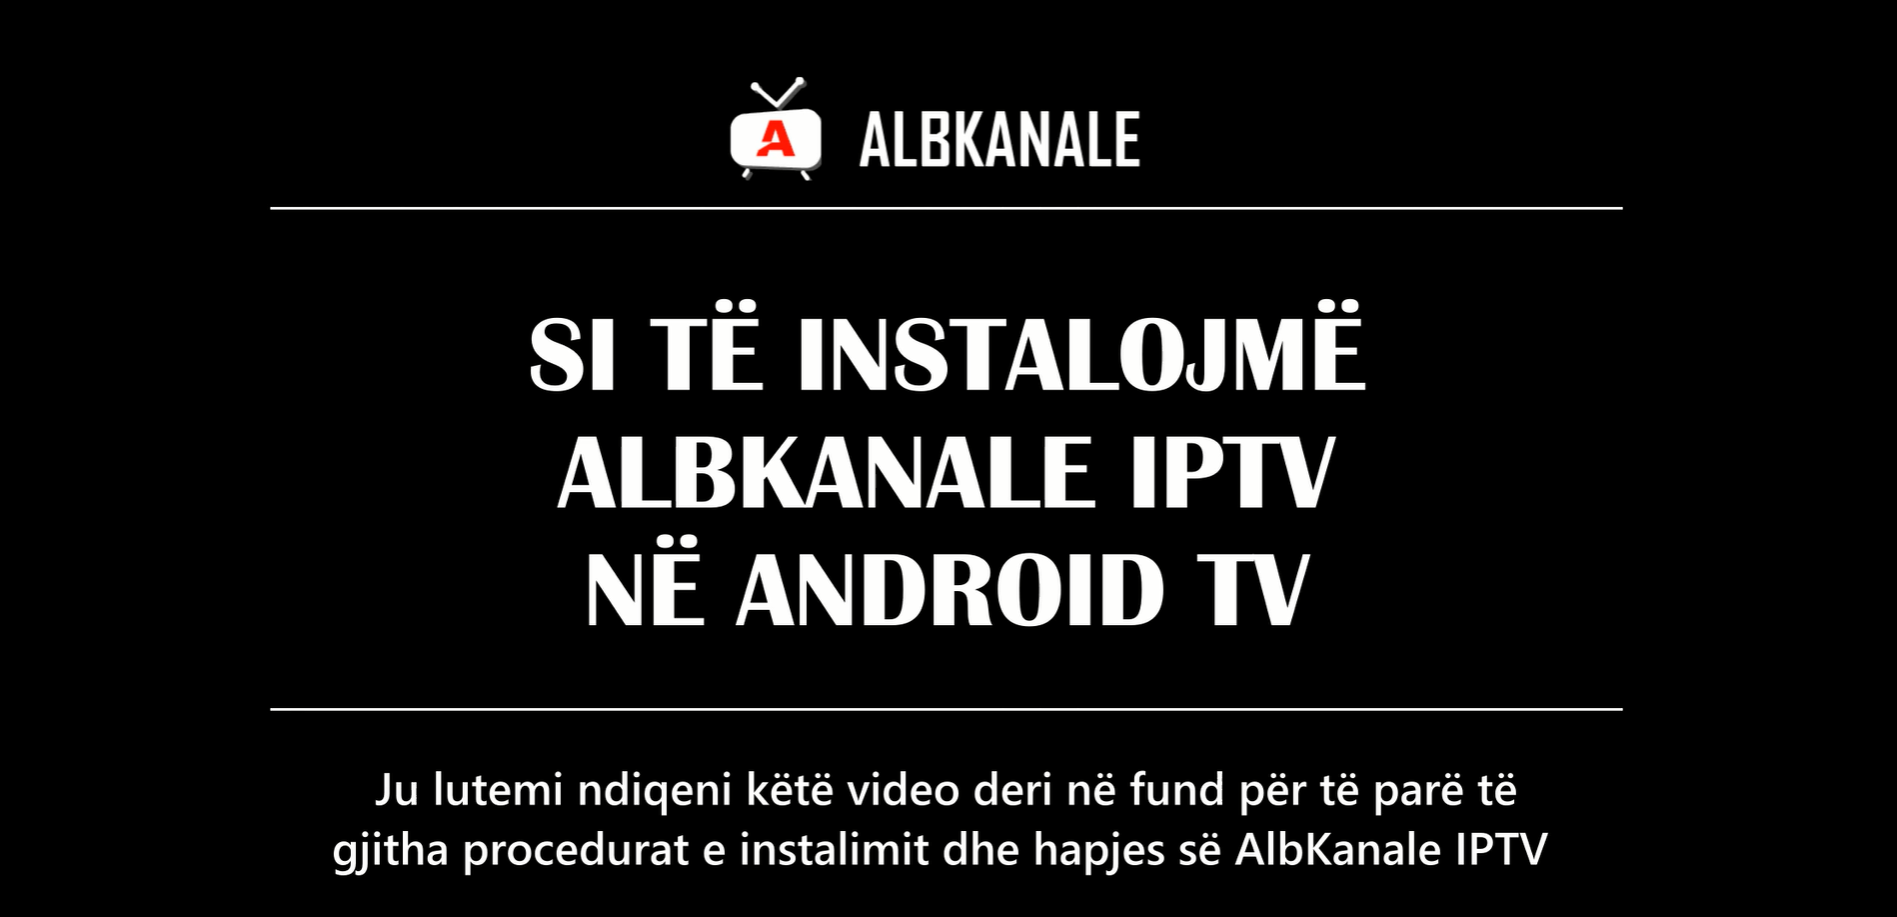 A
ALBKANALE
SI TË INSTALOJMË
ALBKANALE IPTV
NË ANDROID TV
Ju lutemi ndiqeni këtë video deri në fund për të parë të
gjitha procedurat e instalimit dhe hapjes së AlbKanale IPTV